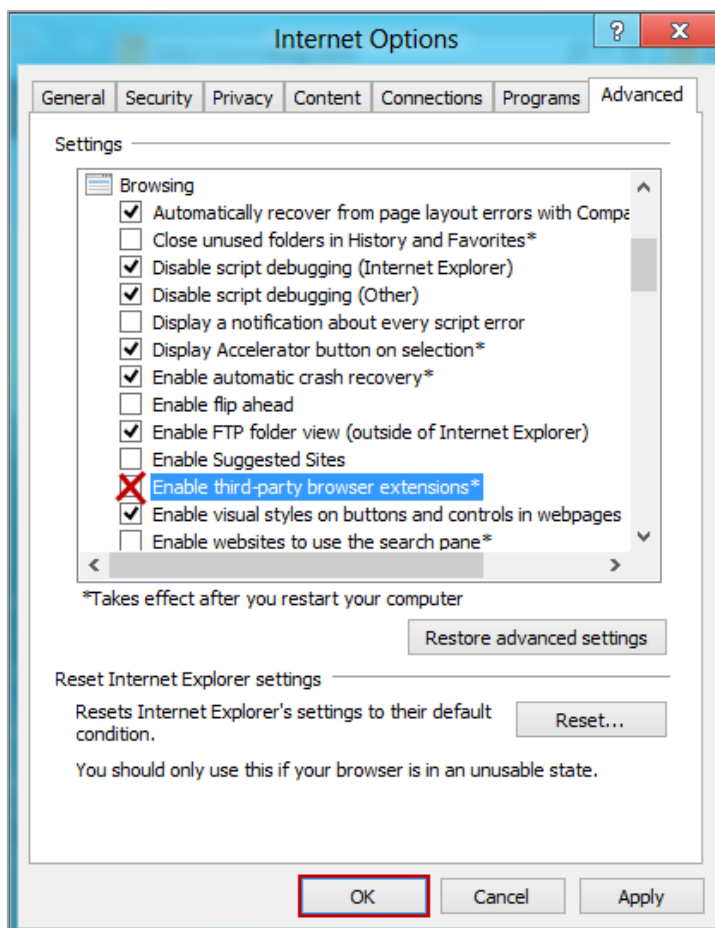 Internet Options
? x
General Security Privacy Content Connections Programs Advanced
Settings
Browsing
Automatically recover from page layout errors with Compa
Close unused folders in History and Favorites*
Disable script debugging (Internet Explorer)
Disable script debugging (Other)
Display a notification about every script error
Display Accelerator button on selection*
Enable automatic crash recovery*
Enable flip ahead
Enable FTP folder view (outside of Internet Explorer)
Enable Suggested Sites
Enable third-party browser extensions*
Enable visual styles on buttons and controls in webpages
Enable websites to use the search pane*
*Takes effect after you restart your computer
Restore advanced settings
Reset Internet Explorer settings
Resets Internet Explorer's settings to their default
condition.
Reset...
You should only use this if your browser is in an unusable state.
OK Cancel Apply